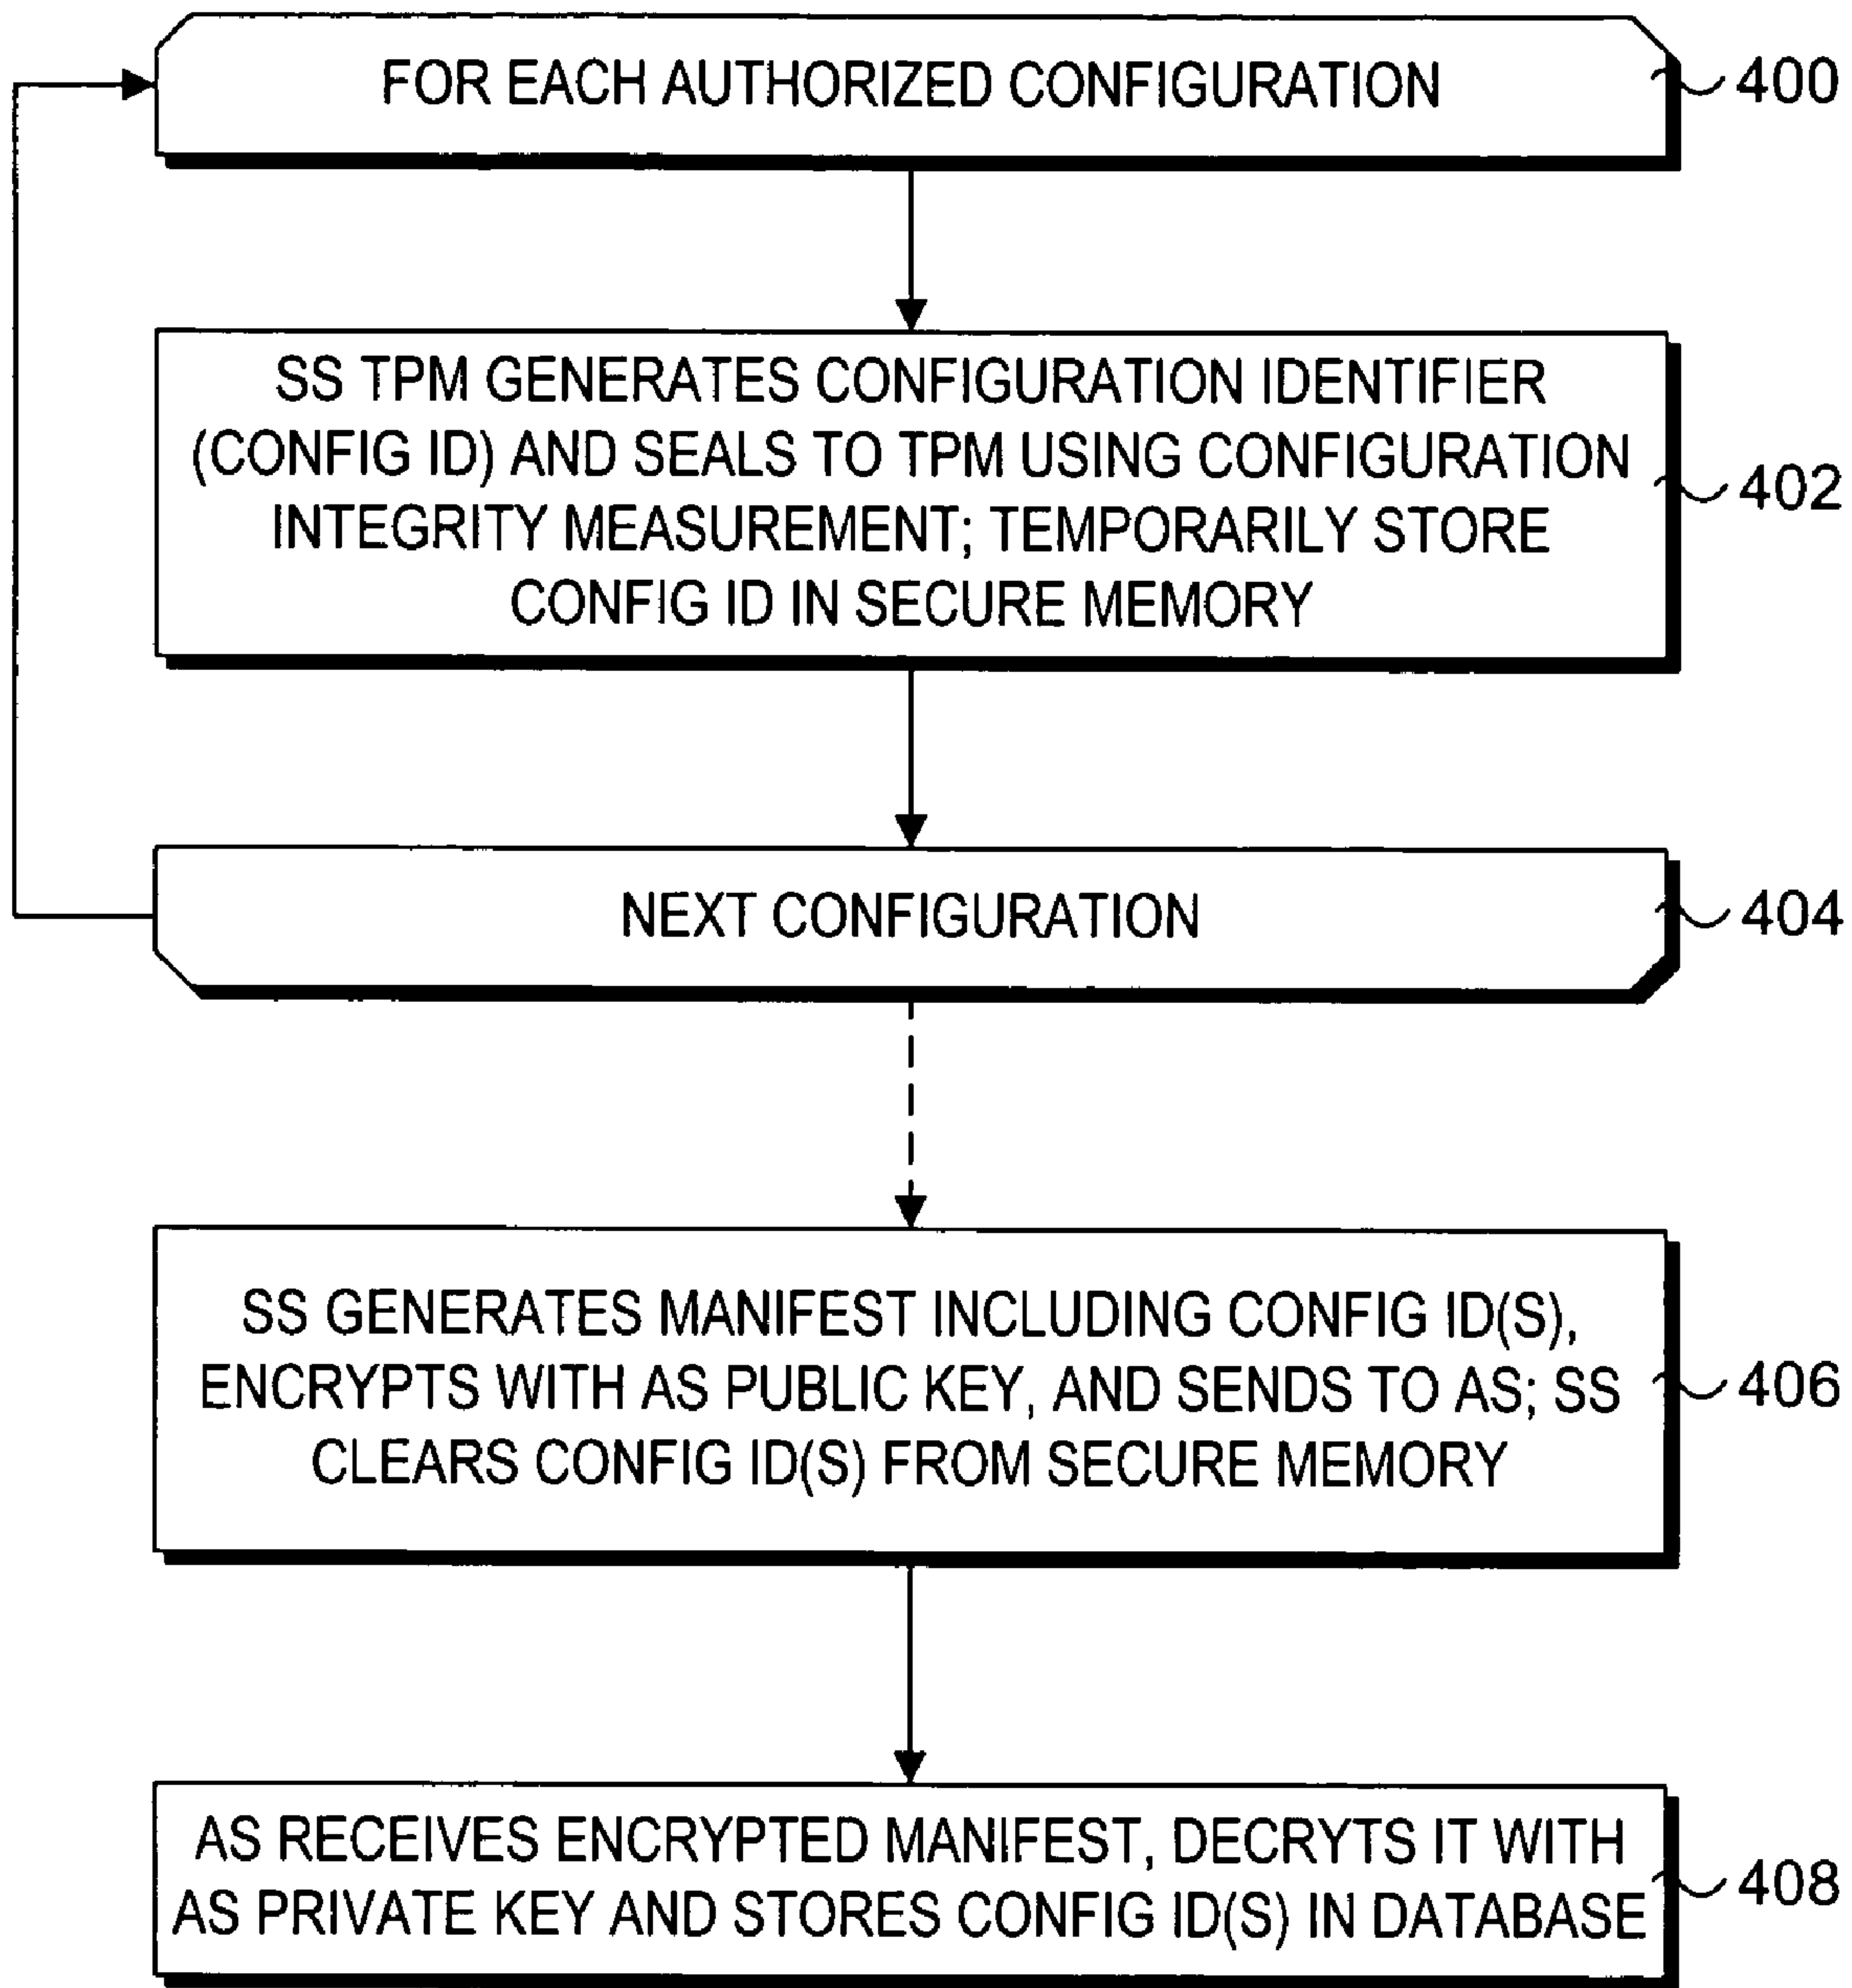 FOR EACH AUTHORIZED CONFIGURATION
400
SS TPM GENERATES CONFIGURATION IDENTIFIER
(CONFIG ID) AND SEALS TO TPM USING CONFIGURATION
INTEGRITY MEASUREMENT; TEMPORARILY STORE
CONFIG ID IN SECURE MEMORY
402
NEXT CONFIGURATION
404
SS GENERATES MANIFEST INCLUDING CONFIG ID(S),
ENCRYPTS WITH AS PUBLIC KEY, AND SENDS TO AS; SS
CLEARS CONFIG ID(S) FROM SECURE MEMORY
406
AS RECEIVES ENCRYPTED MANIFEST, DECRYTS IT WITH
AS PRIVATE KEY AND STORES CONFIG ID(S) IN DATABASE
408